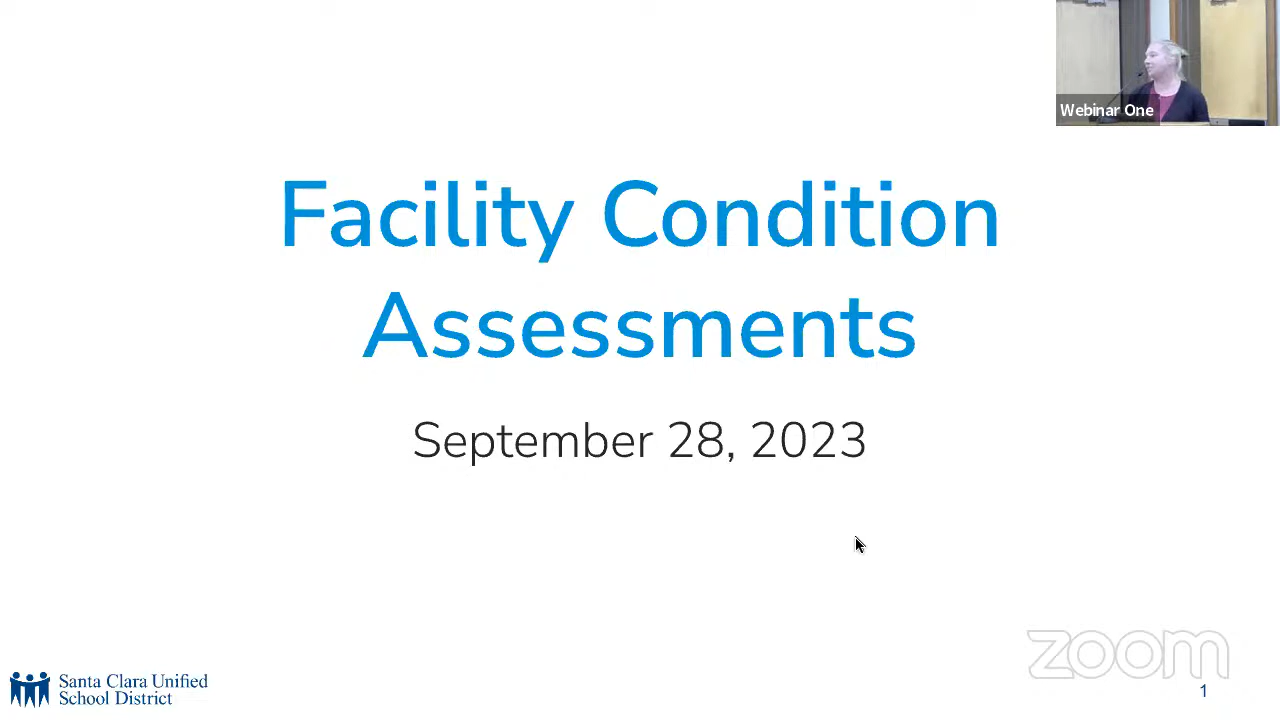 Webinar One
Facility Condition
Assessments
September 28, 2023
Santa Clara Unified
School District
zoom
1